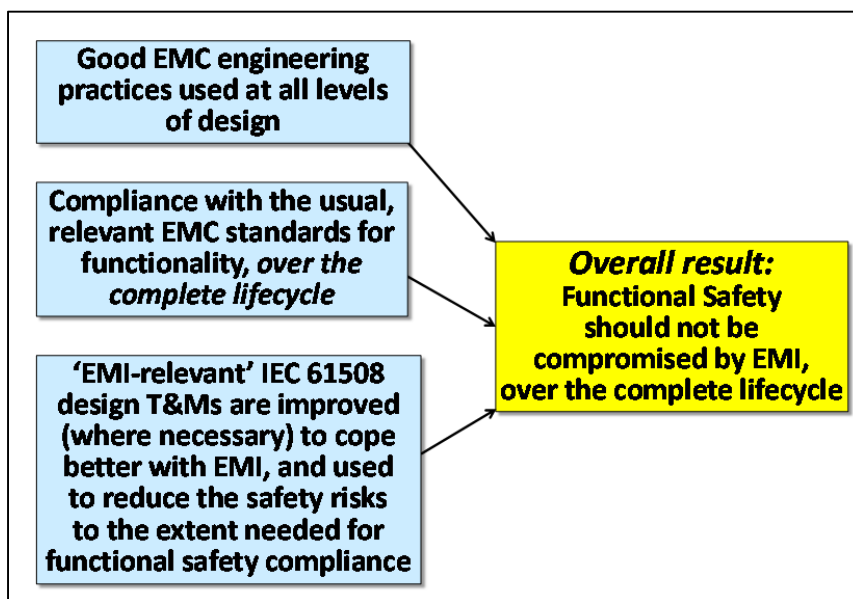 Good EMC engineering
practices used at all levels
of design
Compliance with the usual,
relevant EMC standards for
functionality, over the
complete lifecycle
‘EMI-relevant’ IEC 61508
design T&Ms are improved
(where necessary) to cope
better with EMI, and used
to reduce the safety risks
to the extent needed for
functional safety compliance
Overall result:
Functional Safety
should not be
compromised by EMI,
over the complete lifecycle